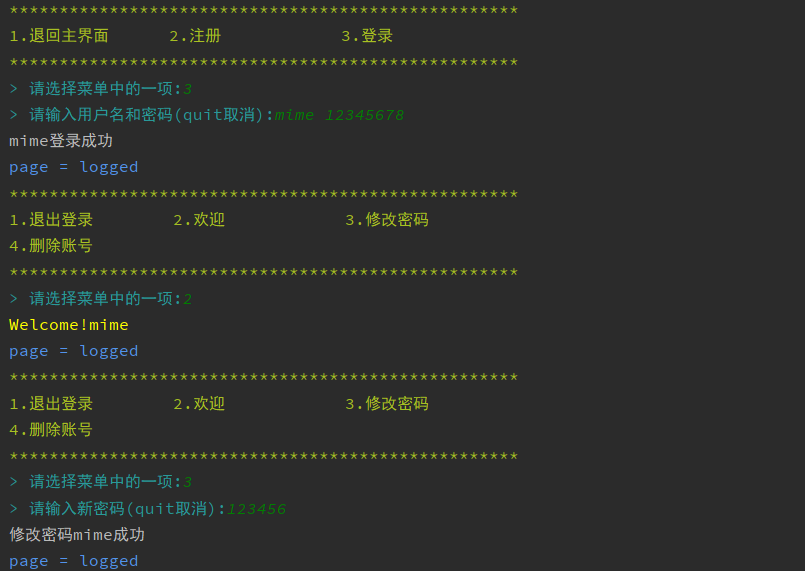 ***************************************************
1.退回主界面 2.注册 3.登录
***************************************************
> 请选择菜单中的一项:3
> 请输入用户名和密码(quit取消):mime 12345678
mime登录成功
page = logged
***************************************************
1.退出登录 2.欢迎 3.修改密码
4.删除账号
***************************************************
> 请选择菜单中的一项:2
Welcome!mime
page = logged
***************************************************
1.退出登录 2.欢迎 3.修改密码
4.删除账号
***************************************************
> 请选择菜单中的一项:3
> 请输入新密码(quit取消):123456
修改密码mime成功
page = logged